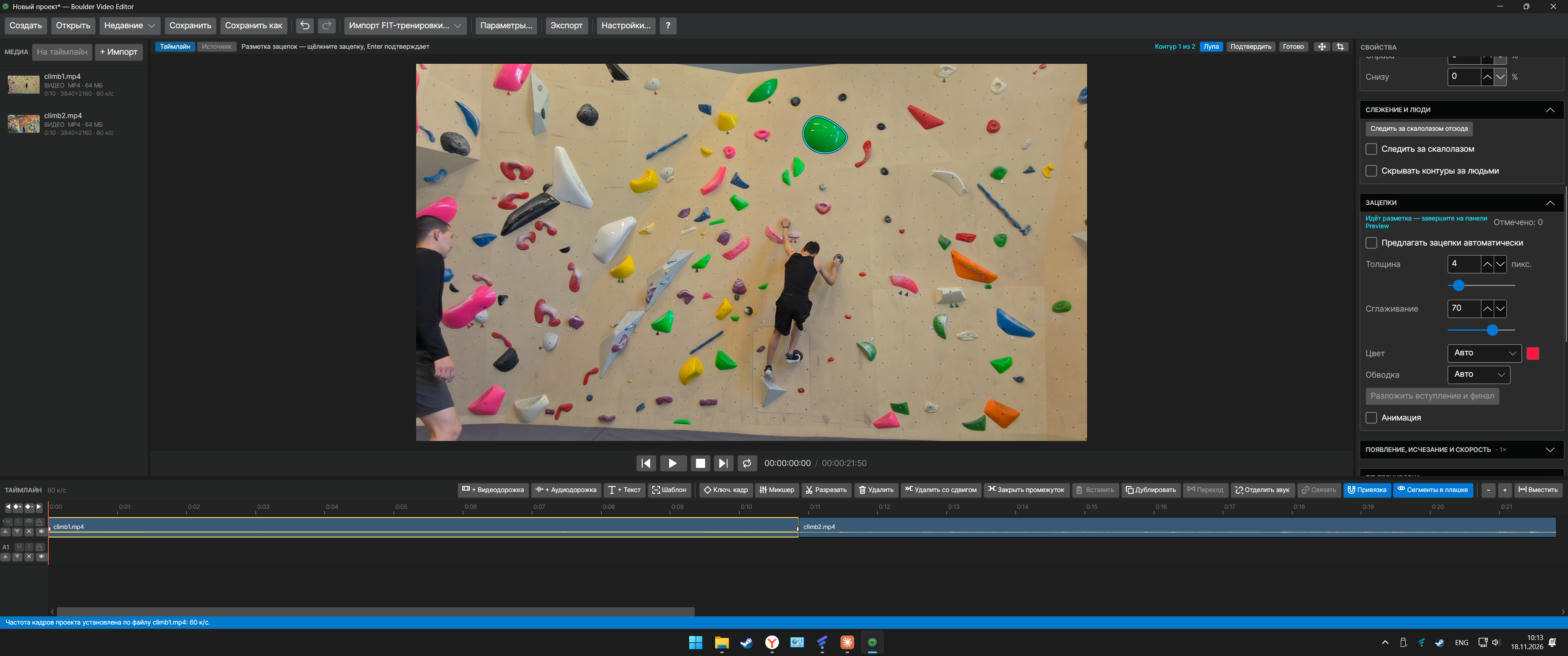 Новый проект* — Boulder Video Editor
Создать Открыть Недавние Сохранить Сохранить как Импорт FIT-тренировки... Параметры... Экспорт Настройки... ?
МЕДИА На таймлайн + Импорт
climb1.mp4
ВИДЕО MP4 · 64 МБ
0:10 · 3840×2160 · 60 к/с
climb2.mp4
ВИДЕО MP4 · 64 МБ
0:10 · 3840×2160 · 60 к/с
Таймлайн Источник Разметка зацепок — щёлкните зацепку, Enter подтверждает Контур 1 из 2 Лупа Подтвердить Готово
00:00:00:00 / 00:00:21:50
СВОЙСТВА
Снизу 0 %
СЛЕЖЕНИЕ И ЛЮДИ
Следить за скалолазом отсюда
Следить за скалолазом
Скрывать контуры за людьми
ЗАЦЕПКИ
Идёт разметка — завершите на панели Preview Отмечено: 0
Предлагать зацепки автоматически
Толщина 4 пикс.
Сглаживание 70
Цвет Авто
Обводка Авто
Разложить вступление и финал
Анимация
ПОЯВЛЕНИЕ, ИСЧЕЗАНИЕ И СКОРОСТЬ · 1×
ТАЙМЛАЙН 60 к/с + Видеодорожка + Аудиодорожка + Текст Шаблон Ключ. кадр Микшер Разрезать Удалить Удалить со сдвигом Закрыть промежуток Вставить Дублировать Переход Отделить звук Связать Привязка Сегменты в плашке − + Вместить
0:00 0:01 0:02 0:03 0:04 0:05 0:06 0:07 0:08 0:09 0:10 0:11 0:12 0:13 0:14 0:15 0:16 0:17 0:18 0:19 0:20 0:21
climb1.mp4 climb2.mp4
A1
Частота кадров проекта установлена по файлу climb1.mp4: 60 к/с.
ENG 10:13
18.11.2026